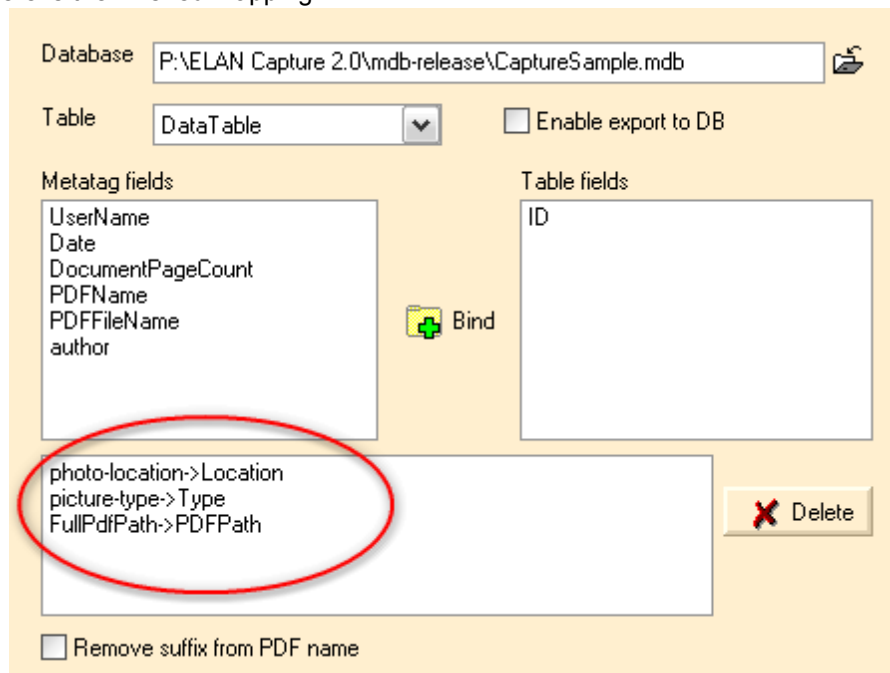 Database P:\ELAN Capture 2.0\mdb-release\CaptureSample.mdb
Table DataTable Enable export to DB
Metatag fields Table fields
UserName ID
Date
DocumentPageCount
PDFName
PDFFileName
author
Bind
photo-location->Location
picture-type->Type
FullPdfPath->PDFPath
Delete
Remove suffix from PDF name